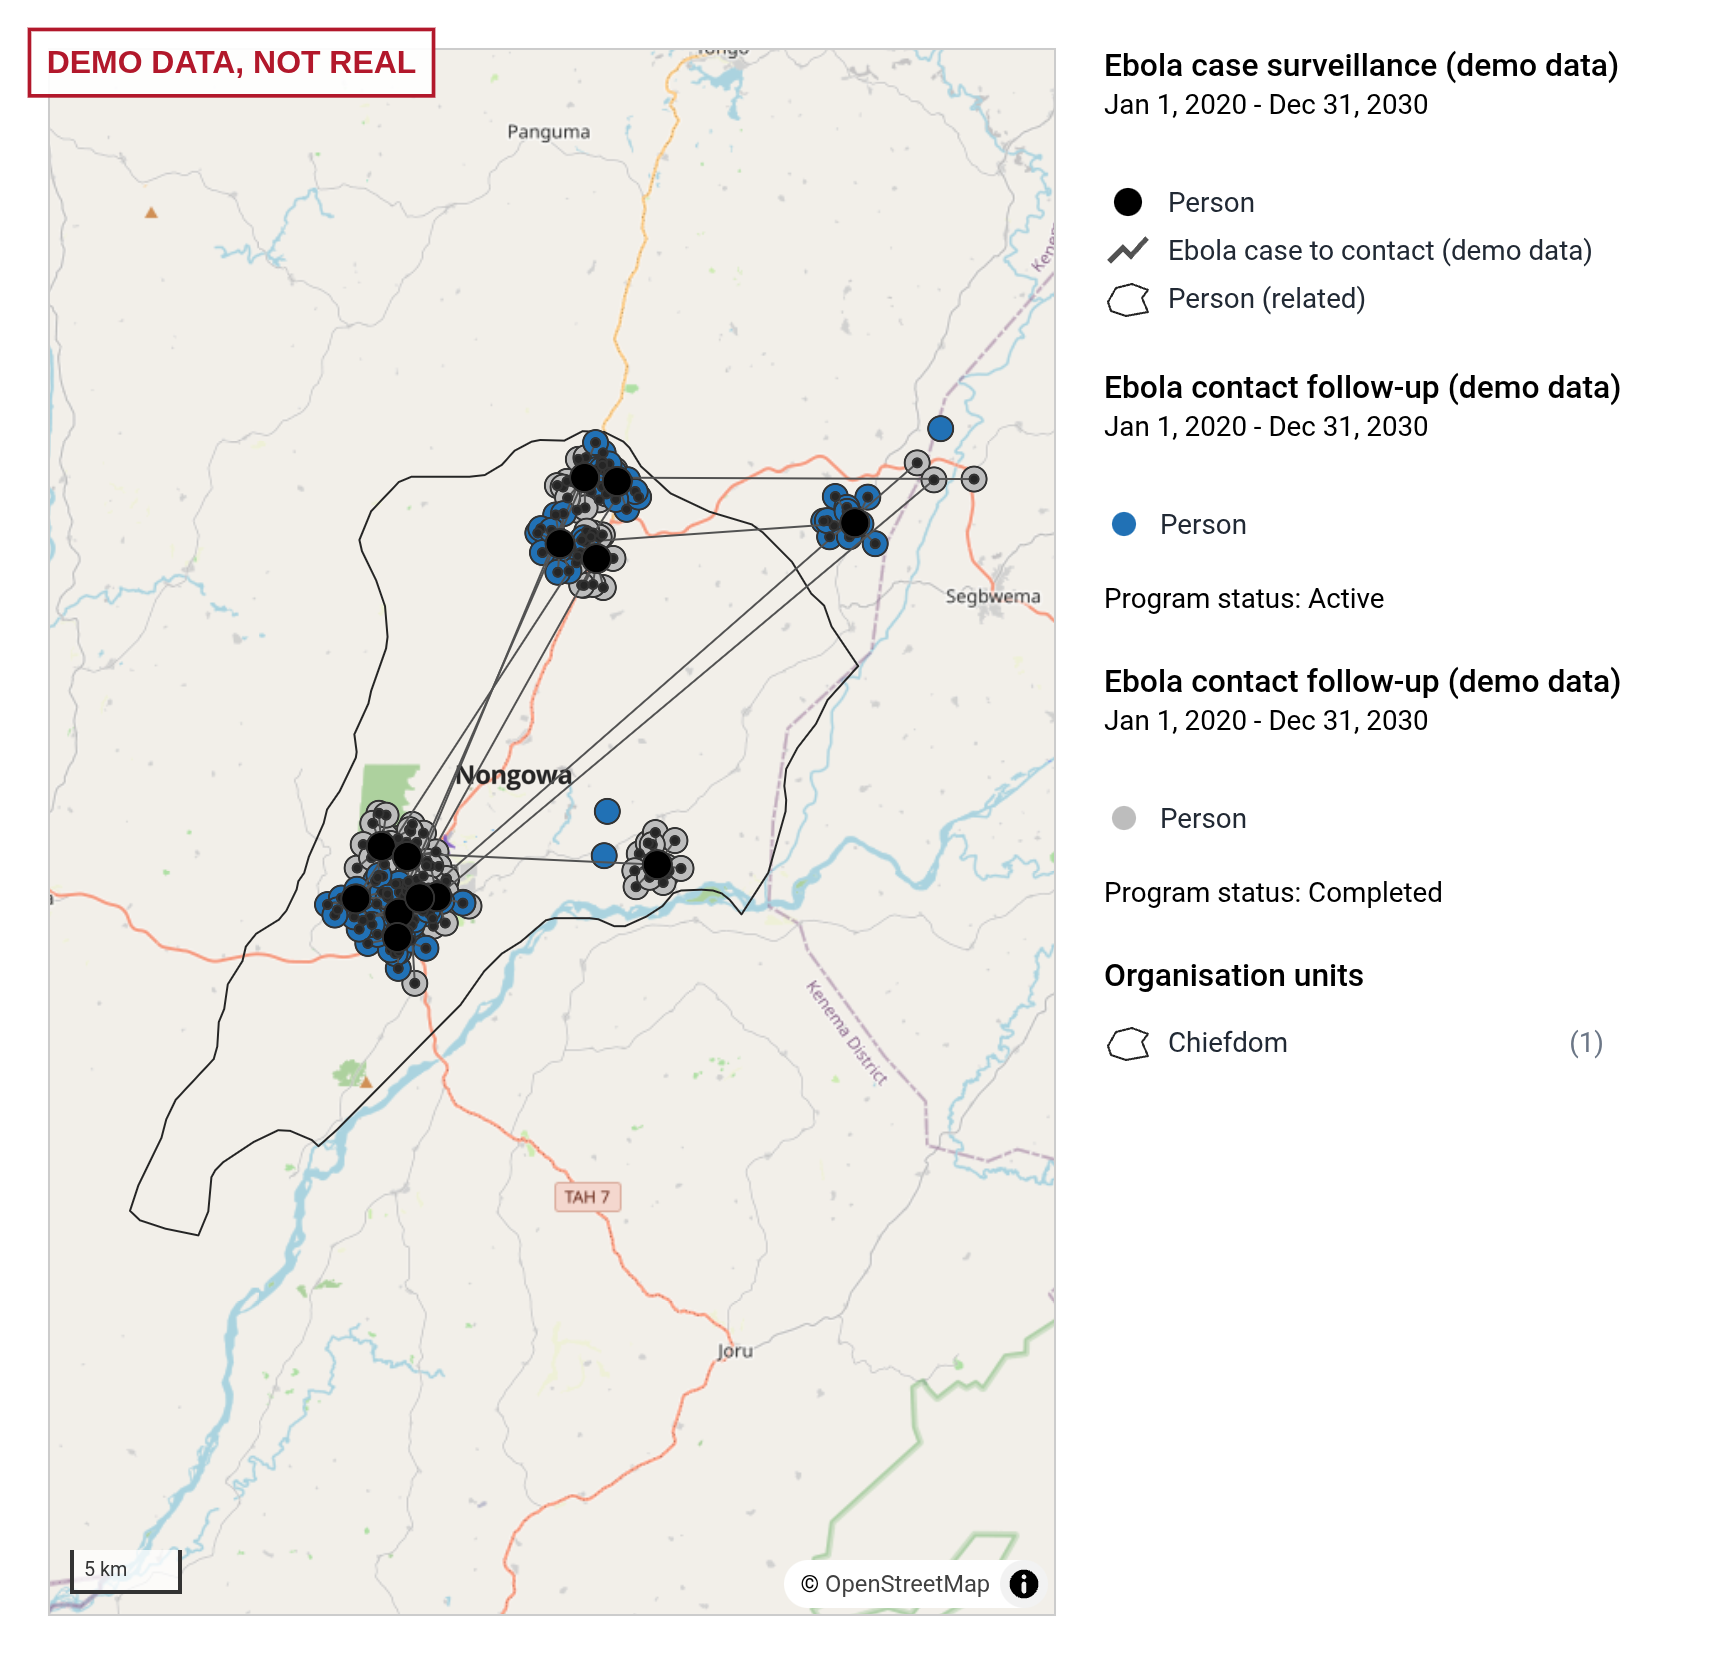 DEMO DATA, NOT REAL
Panguma
Segbwema
Nongowa
Kenema District
TAH 7
Joru
5 km
© OpenStreetMap
Ebola case surveillance (demo data)
Jan 1, 2020 - Dec 31, 2030
Person
Ebola case to contact (demo data)
Person (related)
Ebola contact follow-up (demo data)
Jan 1, 2020 - Dec 31, 2030
Person
Program status: Active
Ebola contact follow-up (demo data)
Jan 1, 2020 - Dec 31, 2030
Person
Program status: Completed
Organisation units
Chiefdom (1)